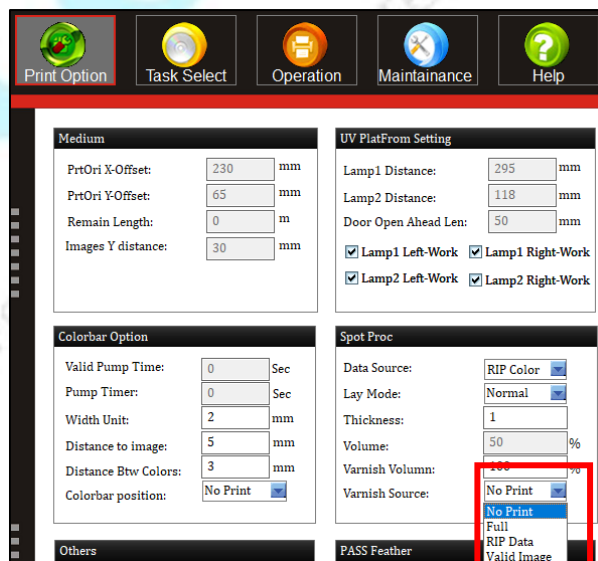 Print Option
Task Select
Operation
Maintainance
Help
Medium
PrtOri X-Offset: 230 mm
PrtOri Y-Offset: 65 mm
Remain Length: 0 m
Images Y distance: 30 mm
UV PlatFrom Setting
Lamp1 Distance: 295 mm
Lamp2 Distance: 118 mm
Door Open Ahead Len: 50 mm
Lamp1 Left-Work Lamp1 Right-Work
Lamp2 Left-Work Lamp2 Right-Work
Colorbar Option
Valid Pump Time: 0 Sec
Pump Timer: 0 Sec
Width Unit: 2 mm
Distance to image: 5 mm
Distance Btw Colors: 3 mm
Colorbar position: No Print
Spot Proc
Data Source: RIP Color
Lay Mode: Normal
Thickness: 1
Volume: 50 %
Varnish Volumn: 100 %
Varnish Source: No Print
No Print
Full
RIP Data
Valid Image
Others
PASS Feather